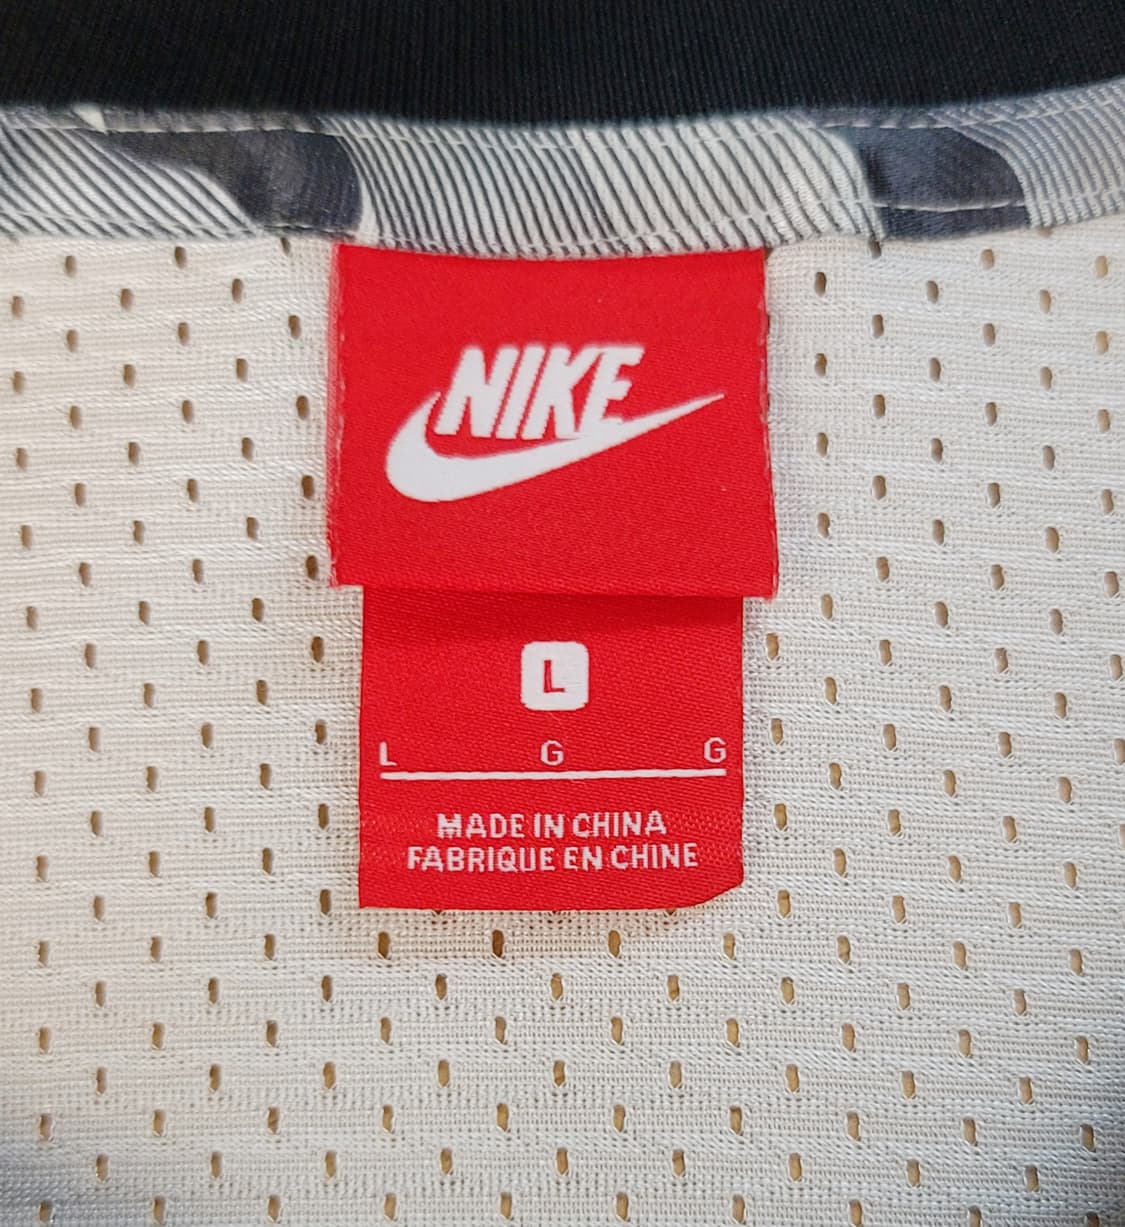 NIKE
L
L G G
MADE IN CHINA
FABRIQUE EN CHINE